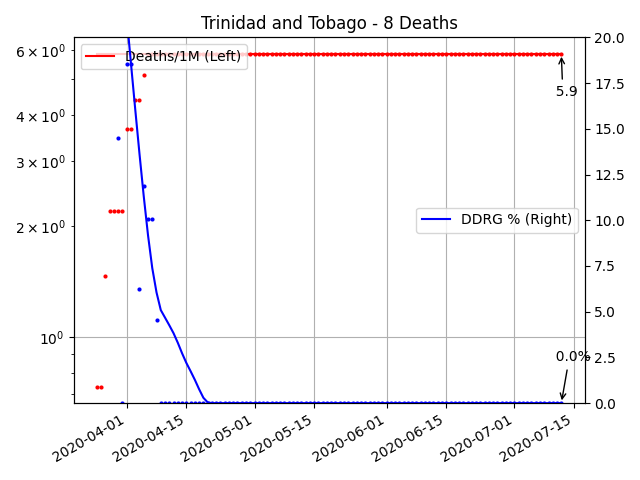 Trinidad and Tobago - 8 Deaths
Deaths/1M (Left)
DDRG % (Right)
5.9
0.0%
6 × 10⁰
4 × 10⁰
3 × 10⁰
2 × 10⁰
10⁰
20.0
17.5
15.0
12.5
10.0
7.5
5.0
2.5
0.0
2020-04-01
2020-04-15
2020-05-01
2020-05-15
2020-06-01
2020-06-15
2020-07-01
2020-07-15